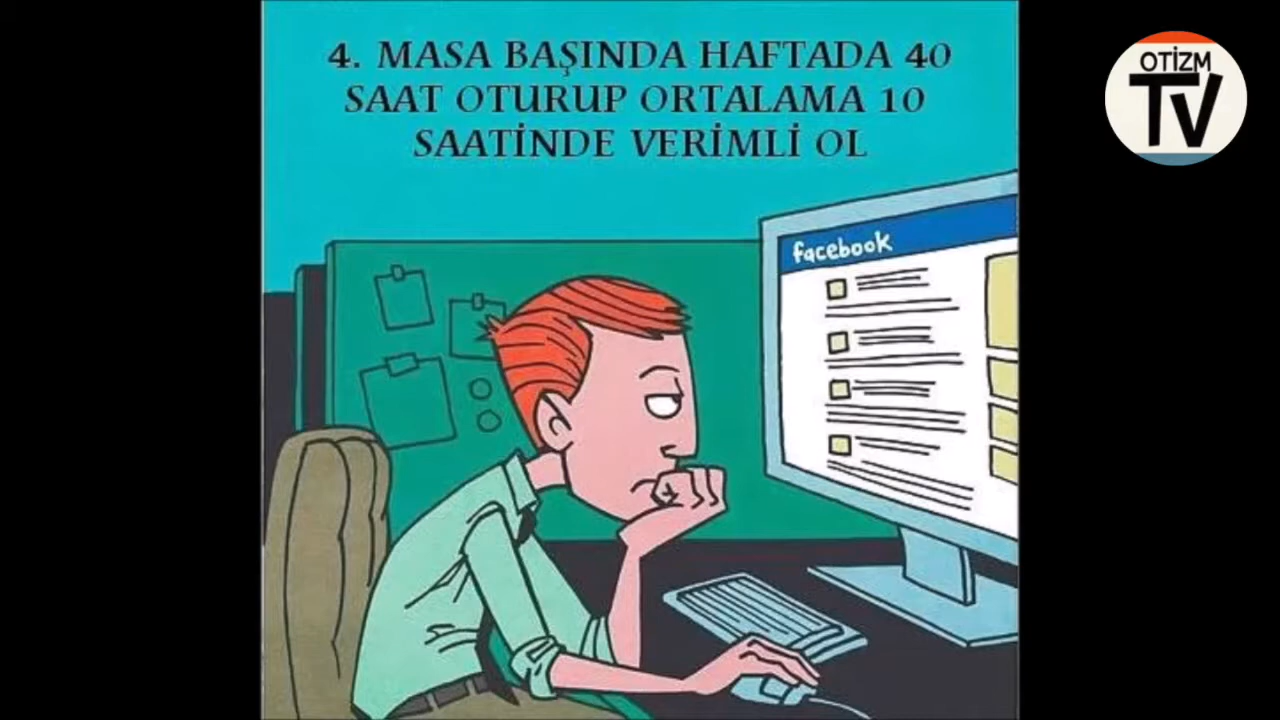 4. MASA BAŞINDA HAFTADA 40
SAAT OTURUP ORTALAMA 10
SAATİNDE VERİMLİ OL
OTİZM
TV
facebook